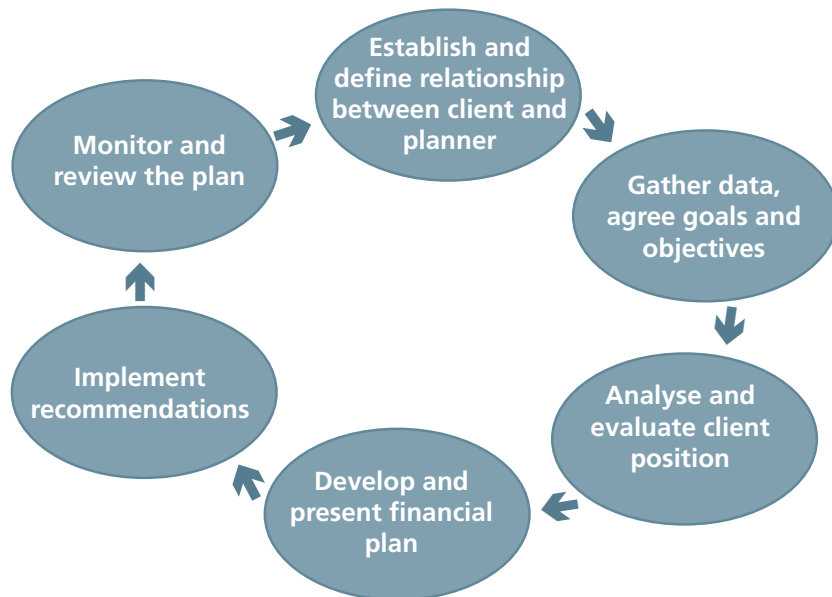 Establish and
define relationship
between client and
planner
Gather data,
agree goals and
objectives
Analyse and
evaluate client
position
Develop and
present financial
plan
Implement
recommendations
Monitor and
review the plan